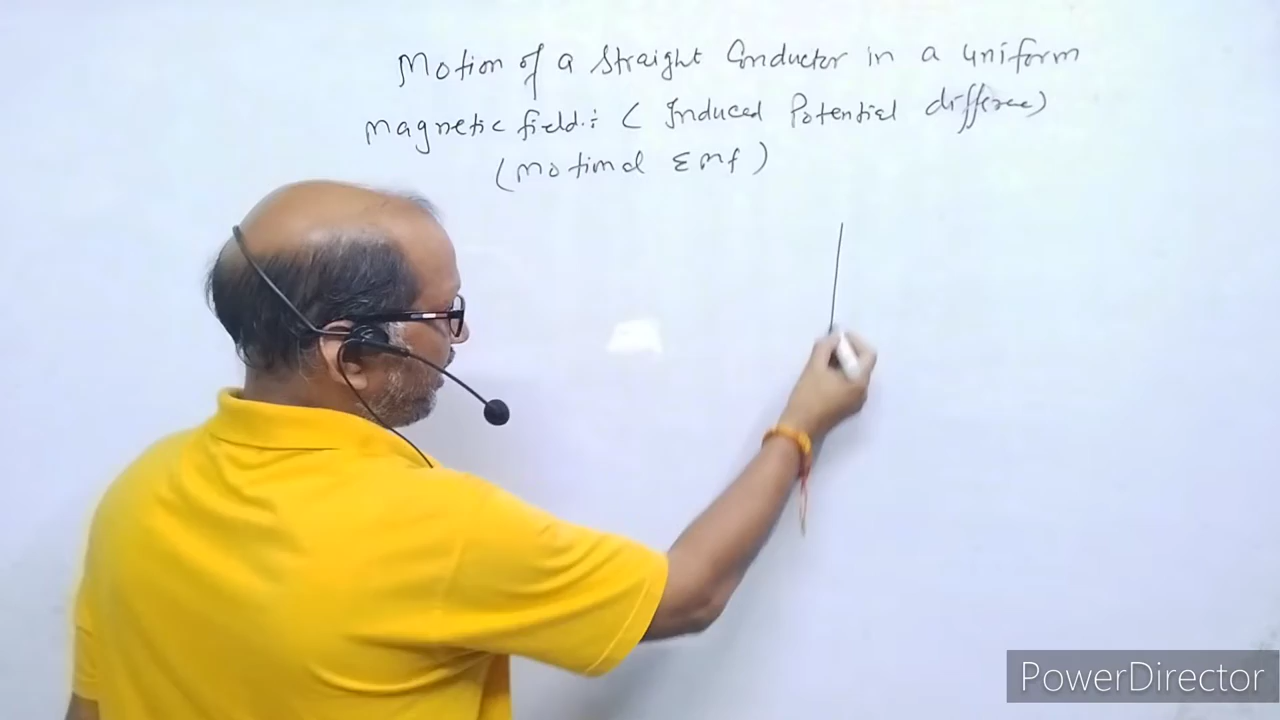 Motion of a straight Conductor in a uniform
magnetic field :- ( Induced Potential difference)
(motional Emf )
PowerDirector